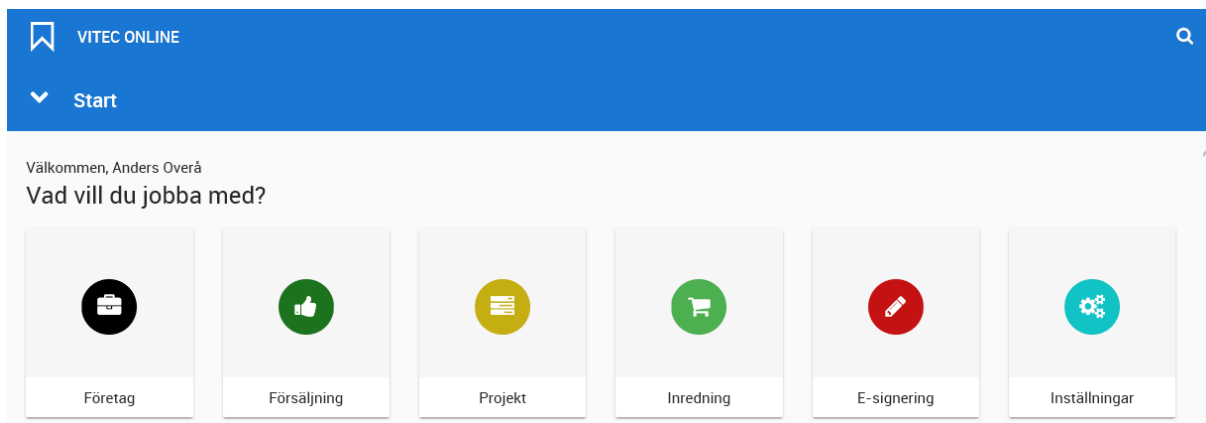 VITEC ONLINE
Start
Välkommen, Anders Overå
Vad vill du jobba med?
Företag
Försäljning
Projekt
Inredning
E-signering
Inställningar